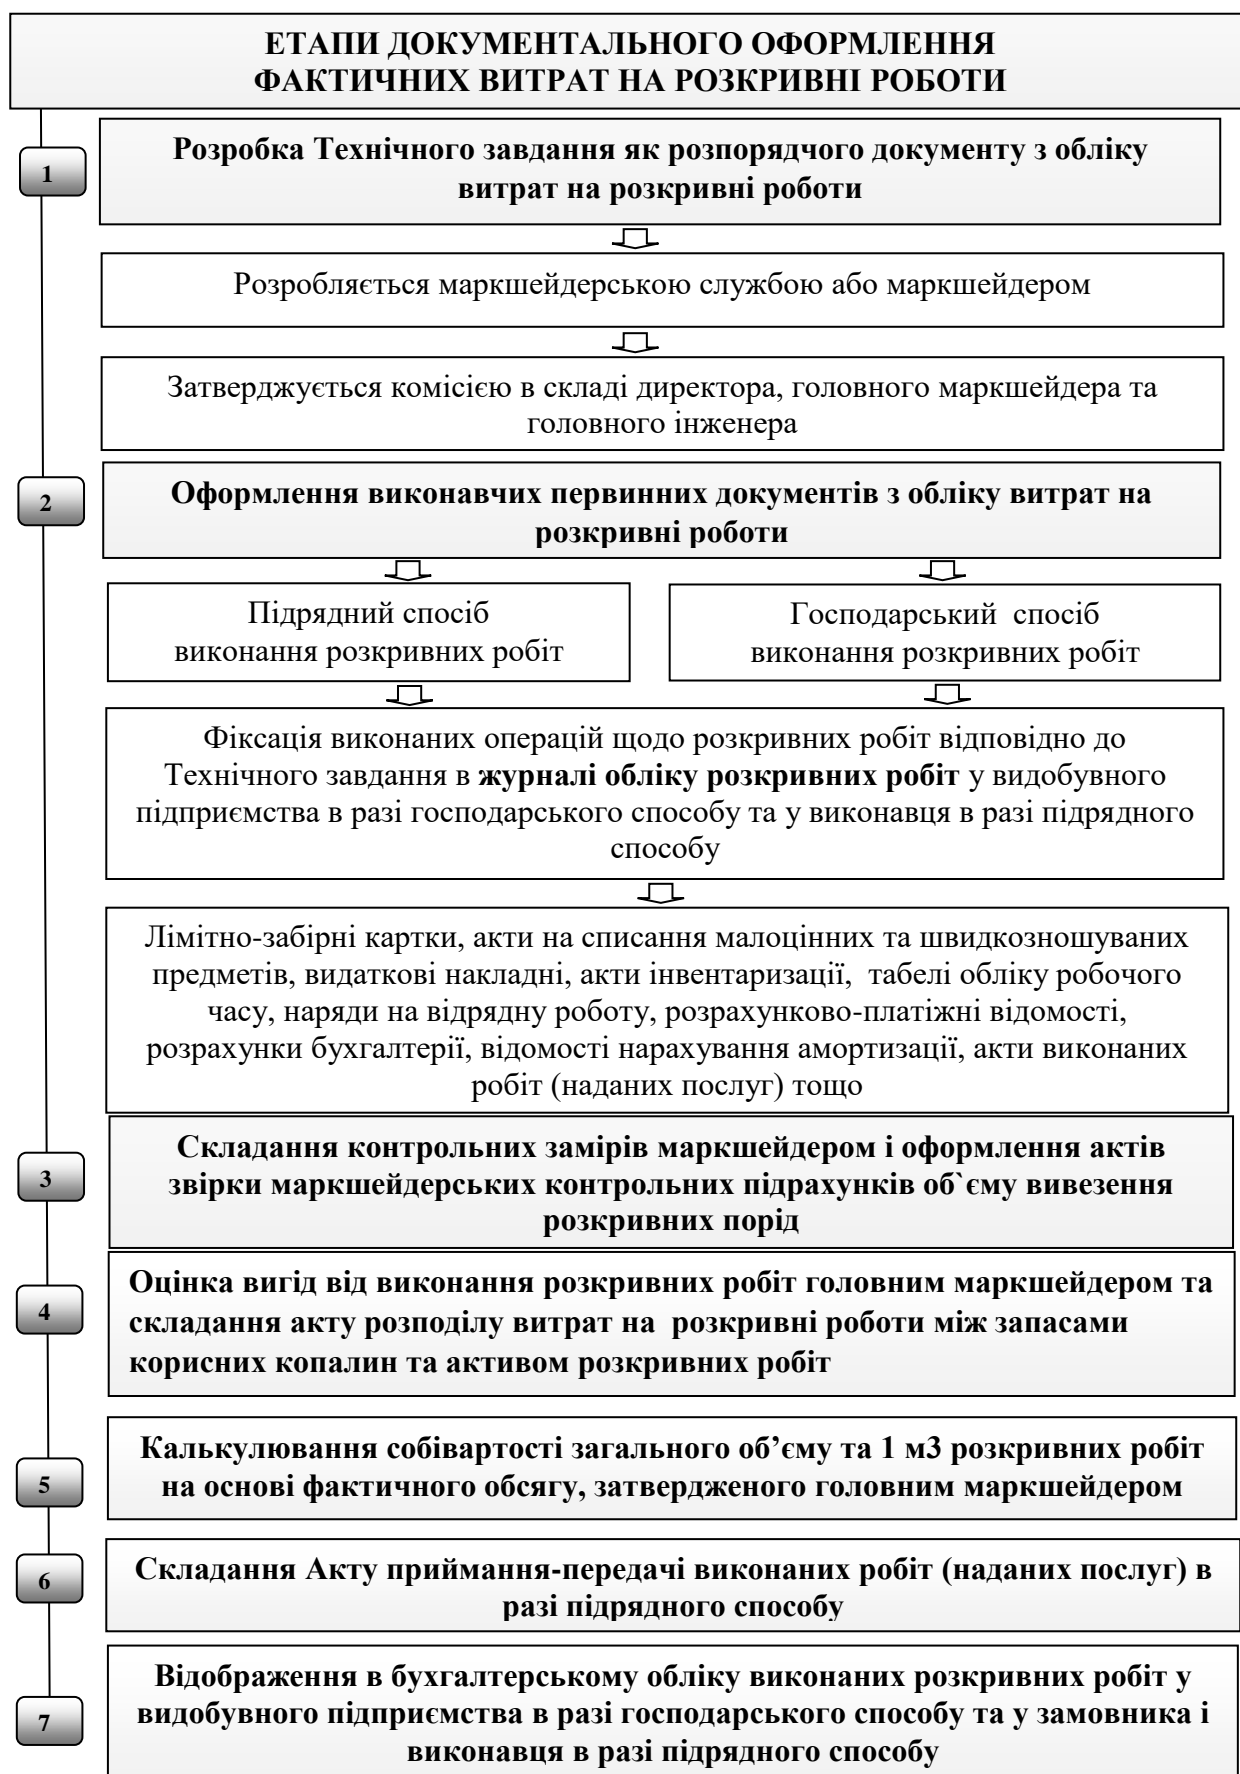 ЕТАПИ ДОКУМЕНТАЛЬНОГО ОФОРМЛЕННЯ
ФАКТИЧНИХ ВИТРАТ НА РОЗКРИВНІ РОБОТИ
1
Розробка Технічного завдання як розпорядчого документу з обліку
витрат на розкривні роботи
Розробляється маркшейдерською службою або маркшейдером
Затверджується комісією в складі директора, головного маркшейдера та
головного інженера
2
Оформлення виконавчих первинних документів з обліку витрат на
розкривні роботи
Підрядний спосіб
виконання розкривних робіт
Господарський спосіб
виконання розкривних робіт
Фіксація виконаних операцій щодо розкривних робіт відповідно до
Технічного завдання в журналі обліку розкривних робіт у видобувного
підприємства в разі господарського способу та у виконавця в разі підрядного
способу
Лімітно-забірні картки, акти на списання малоцінних та швидкозношуваних
предметів, видаткові накладні, акти інвентаризації, табелі обліку робочого
часу, наряди на відрядну роботу, розрахунково-платіжні відомості,
розрахунки бухгалтерії, відомості нарахування амортизації, акти виконаних
робіт (наданих послуг) тощо
3
Складання контрольних замірів маркшейдером і оформлення актів
звірки маркшейдерських контрольних підрахунків об`єму вивезення
розкривних порід
4
Оцінка вигід від виконання розкривних робіт головним маркшейдером та
складання акту розподілу витрат на розкривні роботи між запасами
корисних копалин та активом розкривних робіт
5
Калькулювання собівартості загального об’єму та 1 м3 розкривних робіт
на основі фактичного обсягу, затвердженого головним маркшейдером
6
Складання Акту приймання-передачі виконаних робіт (наданих послуг) в
разі підрядного способу
7
Відображення в бухгалтерському обліку виконаних розкривних робіт у
видобувного підприємства в разі господарського способу та у замовника і
виконавця в разі підрядного способу